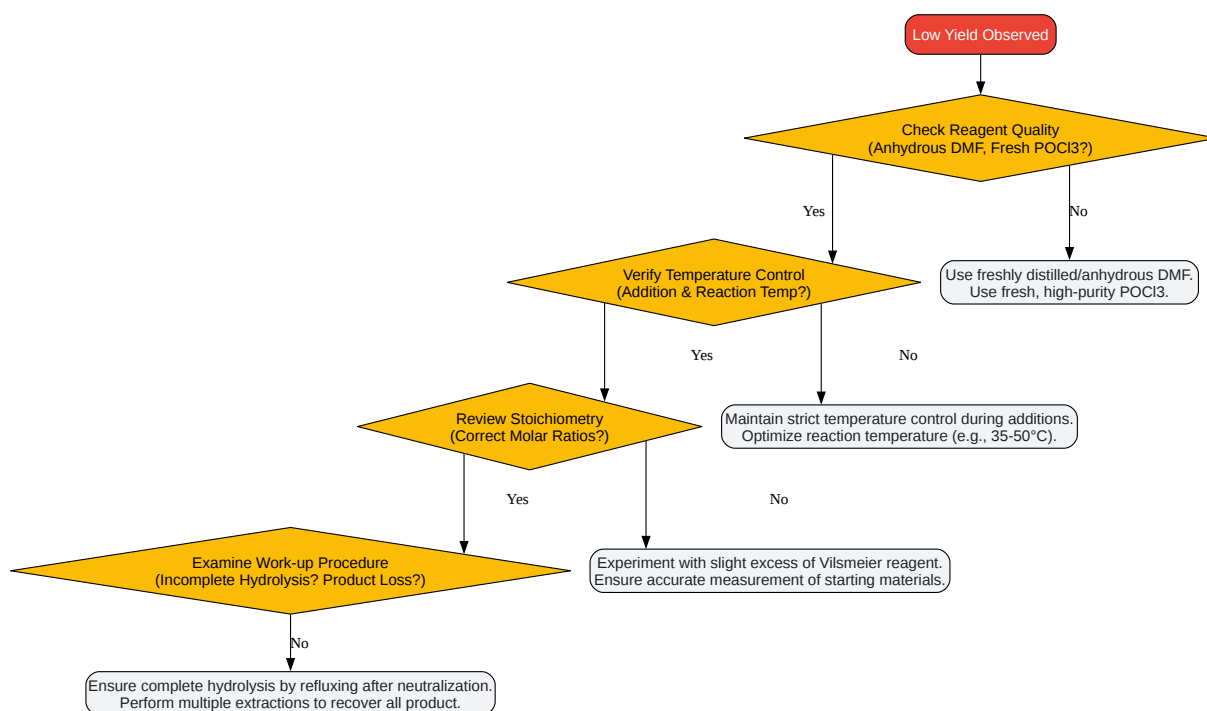 Low Yield Observed
Check Reagent Quality
(Anhydrous DMF, Fresh POCl3?)
Yes
No
Verify Temperature Control
(Addition & Reaction Temp?)
Use freshly distilled/anhydrous DMF.
Use fresh, high-purity POCl3.
Yes
No
Review Stoichiometry
(Correct Molar Ratios?)
Maintain strict temperature control during additions.
Optimize reaction temperature (e.g., 35-50°C).
Yes
No
Examine Work-up Procedure
(Incomplete Hydrolysis? Product Loss?)
Experiment with slight excess of Vilsmeier reagent.
Ensure accurate measurement of starting materials.
No
Ensure complete hydrolysis by refluxing after neutralization.
Perform multiple extractions to recover all product.